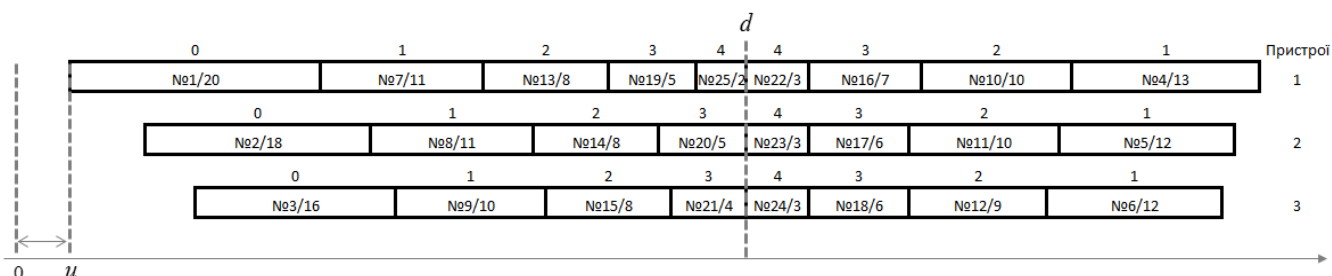 d
0 1 2 3 4 4 3 2 1 Пристрої
№1/20 №7/11 №13/8 №19/5 №25/2 №22/3 №16/7 №10/10 №4/13 1
0 1 2 3 4 3 2 1
№2/18 №8/11 №14/8 №20/5 №23/3 №17/6 №11/10 №5/12 2
0 1 2 3 4 3 2 1
№3/16 №9/10 №15/8 №21/4 №24/3 №18/6 №12/9 №6/12 3
0 u